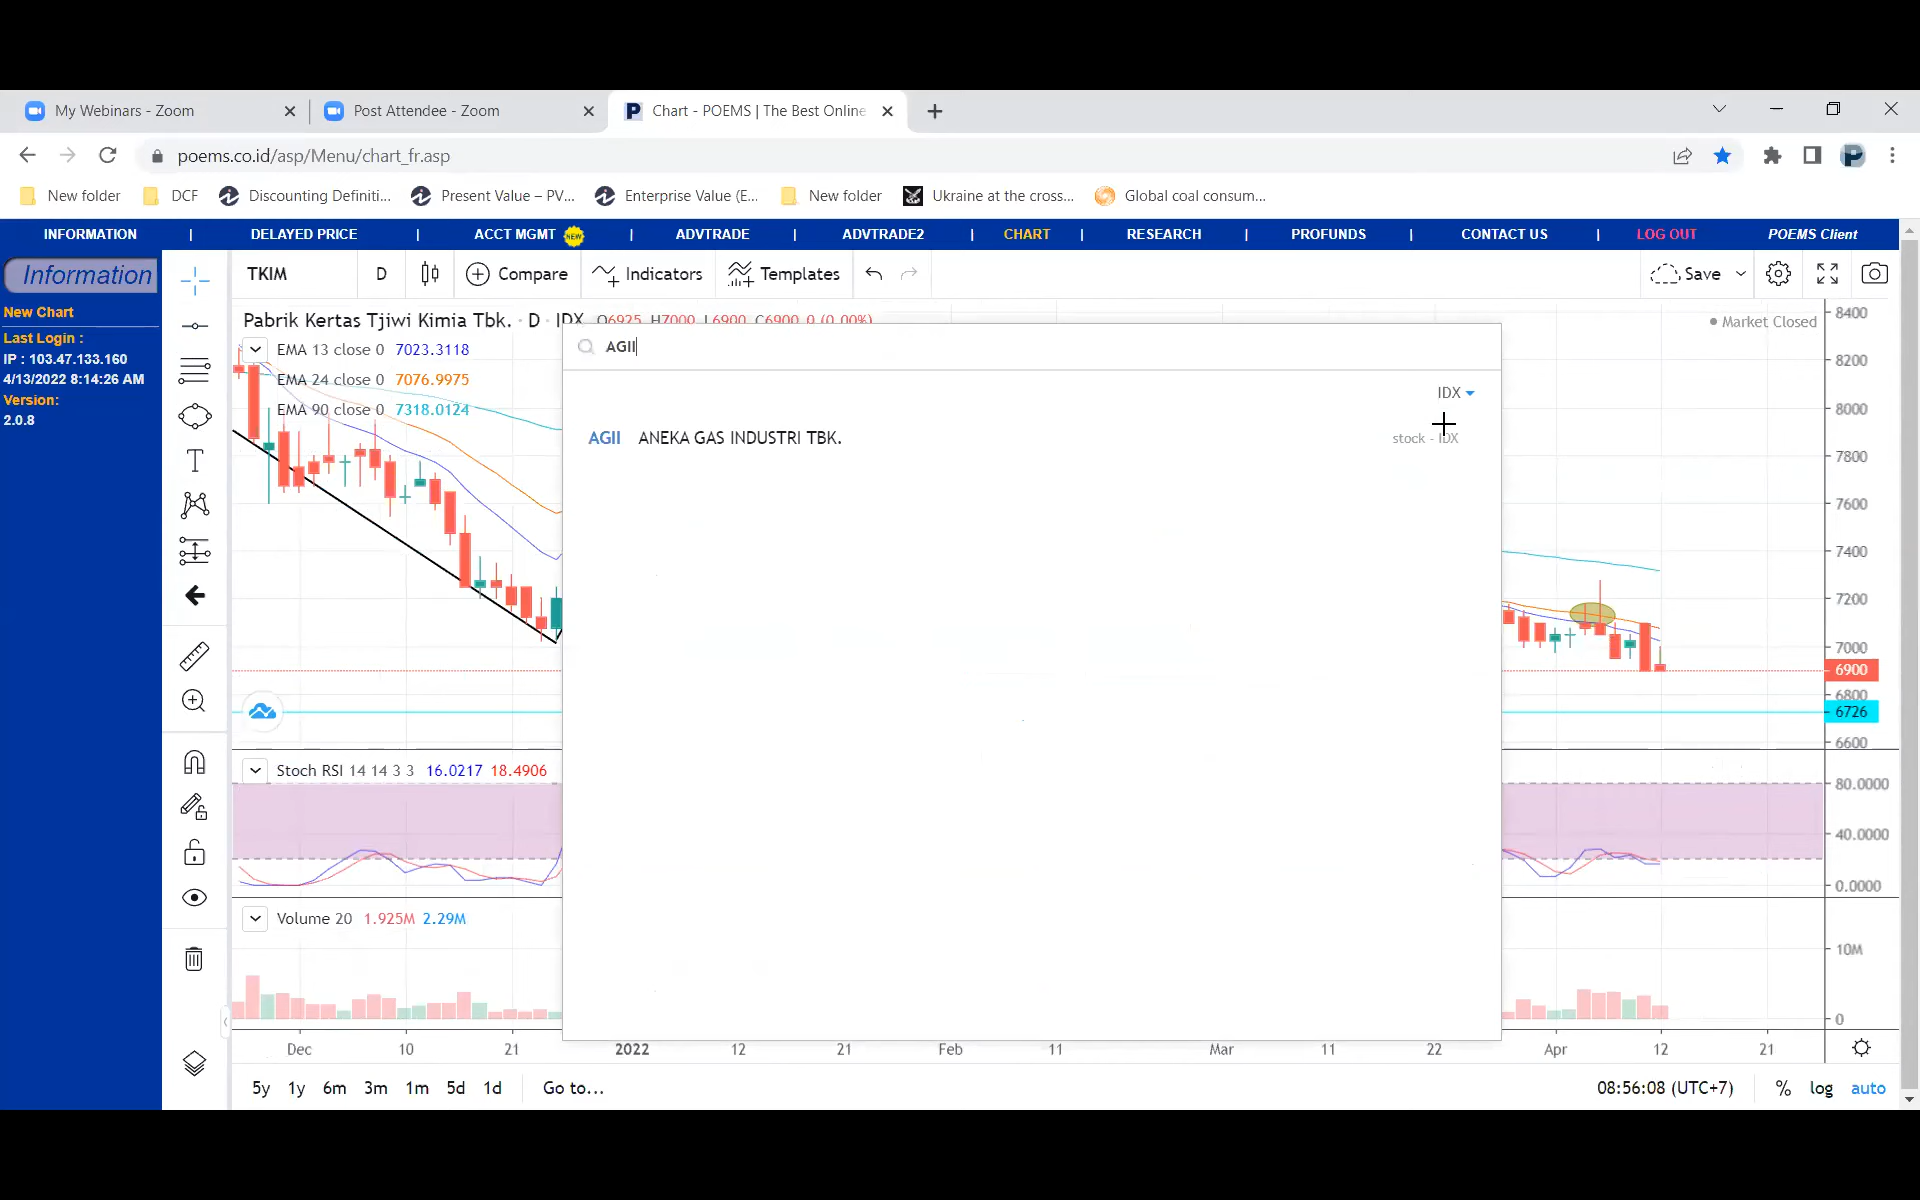 My Webinars - Zoom
Post Attendee - Zoom
P Chart - POEMS | The Best Online
poems.co.id/asp/Menu/chart_fr.asp
New folder DCF Discounting Definiti... Present Value – PV... Enterprise Value (E... New folder Ukraine at the cross... Global coal consum...
INFORMATION | DELAYED PRICE | ACCT MGMT NEW | ADVTRADE | ADVTRADE2 | CHART | RESEARCH | PROFUNDS | CONTACT US | LOG OUT POEMS Client
Information
New Chart
Last Login :
IP : 103.47.133.160
4/13/2022 8:14:26 AM
Version:
2.0.8
TKIM D Compare Indicators Templates Save
Pabrik Kertas Tjiwi Kimia Tbk. · D · IDX O6925 H7000 L6900 C6900 0 (0.00%)
Market Closed
EMA 13 close 0 7023.3118
EMA 24 close 0 7076.9975
EMA 90 close 0 7318.0124
AGII
IDX
AGII ANEKA GAS INDUSTRI TBK. stock - IDX
8400
8200
8000
7800
7600
7400
7200
7000
6900
6800
6726
6600
Stoch RSI 14 14 3 3 16.0217 18.4906
80.0000
40.0000
0.0000
Volume 20 1.925M 2.29M
10M
0
Dec 10 21 2022 12 21 Feb 11 Mar 11 22 Apr 12 21
5y 1y 6m 3m 1m 5d 1d Go to... 08:56:08 (UTC+7) % log auto